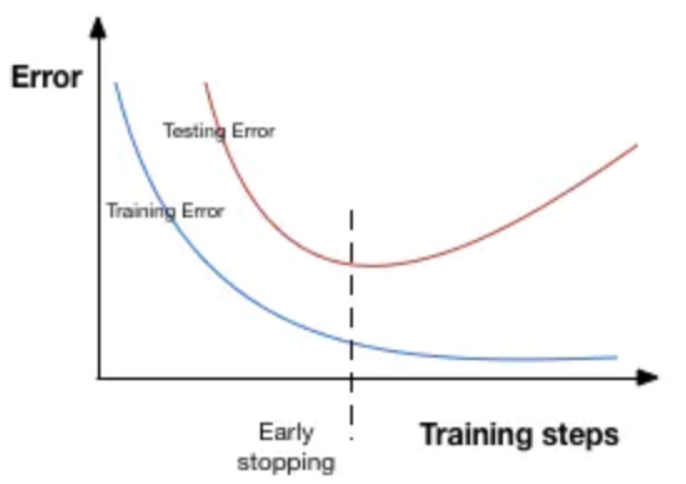 Error
Testing Error
Training Error
Early
stopping
Training steps